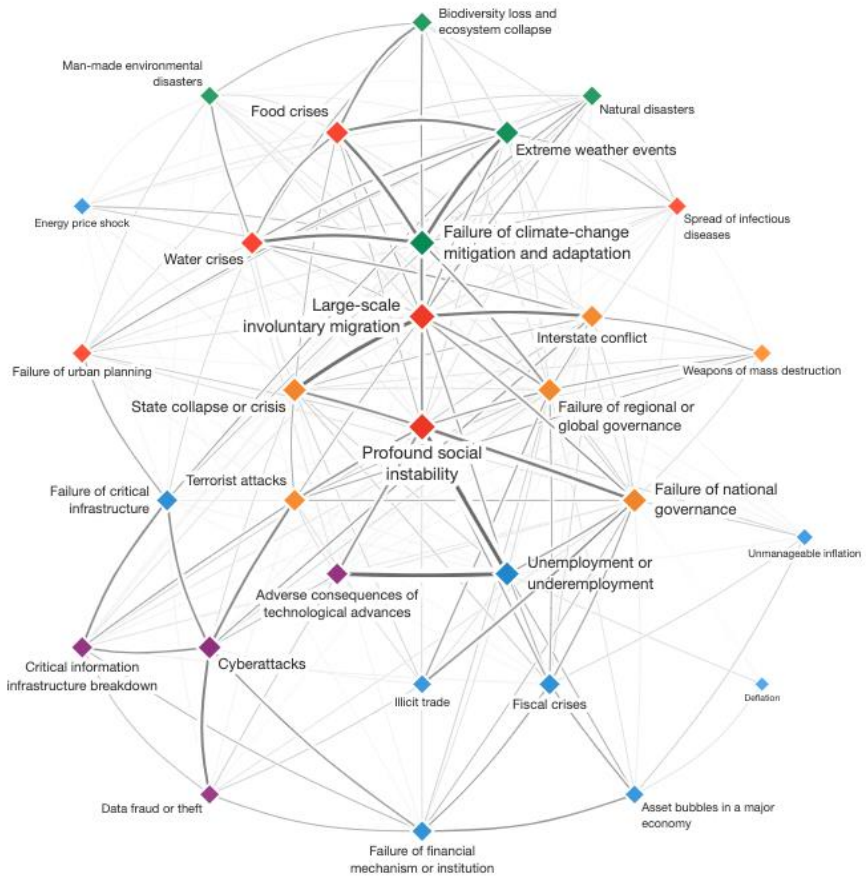 Biodiversity loss and
ecosystem collapse
Man-made environmental
disasters
Food crises
Natural disasters
Extreme weather events
Energy price shock
Spread of infectious
diseases
Water crises
Failure of climate-change
mitigation and adaptation
Large-scale
involuntary migration
Interstate conflict
Failure of urban planning
Weapons of mass destruction
State collapse or crisis
Failure of regional or
global governance
Profound social
instability
Failure of critical
infrastructure
Terrorist attacks
Failure of national
governance
Unmanageable inflation
Adverse consequences of
technological advances
Unemployment or
underemployment
Critical information
infrastructure breakdown
Cyberattacks
Illicit trade
Fiscal crises
Deflation
Data fraud or theft
Asset bubbles in a major
economy
Failure of financial
mechanism or institution